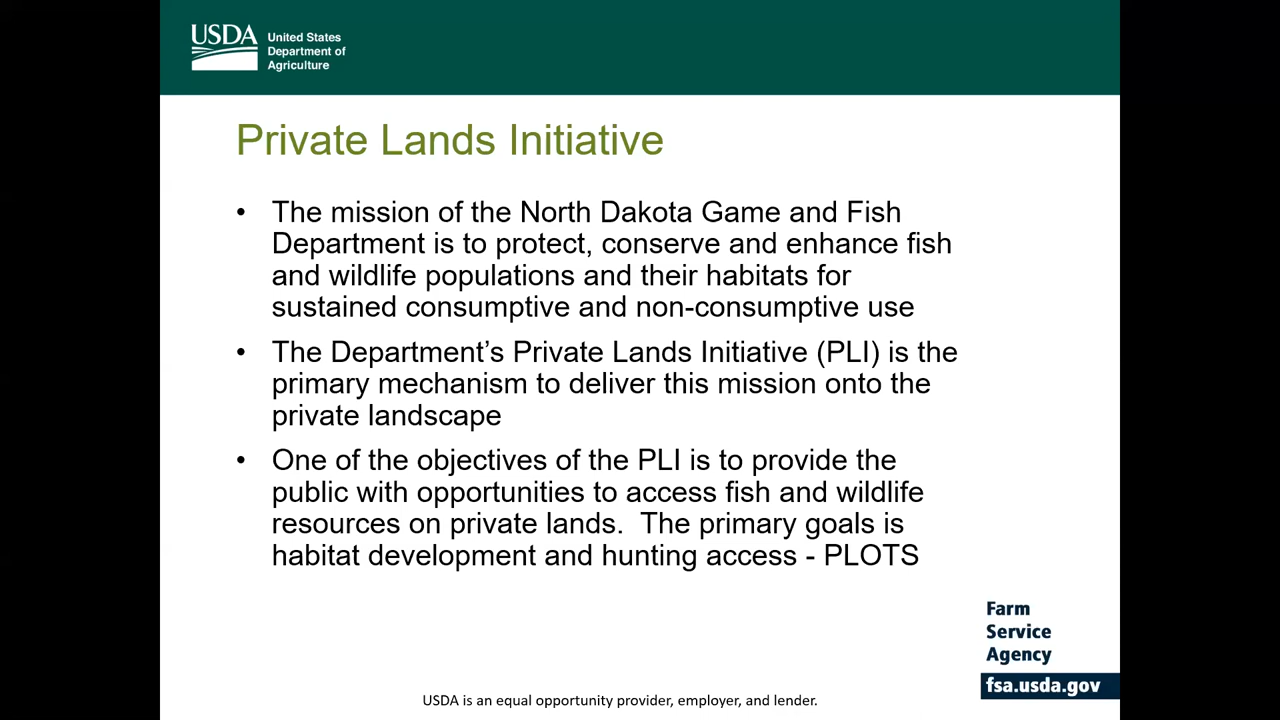 USDA United States
Department of
Agriculture
Private Lands Initiative
• The mission of the North Dakota Game and Fish
Department is to protect, conserve and enhance fish
and wildlife populations and their habitats for
sustained consumptive and non-consumptive use
• The Department’s Private Lands Initiative (PLI) is the
primary mechanism to deliver this mission onto the
private landscape
• One of the objectives of the PLI is to provide the
public with opportunities to access fish and wildlife
resources on private lands.  The primary goals is
habitat development and hunting access - PLOTS
Farm
Service
Agency
fsa.usda.gov
USDA is an equal opportunity provider, employer, and lender.